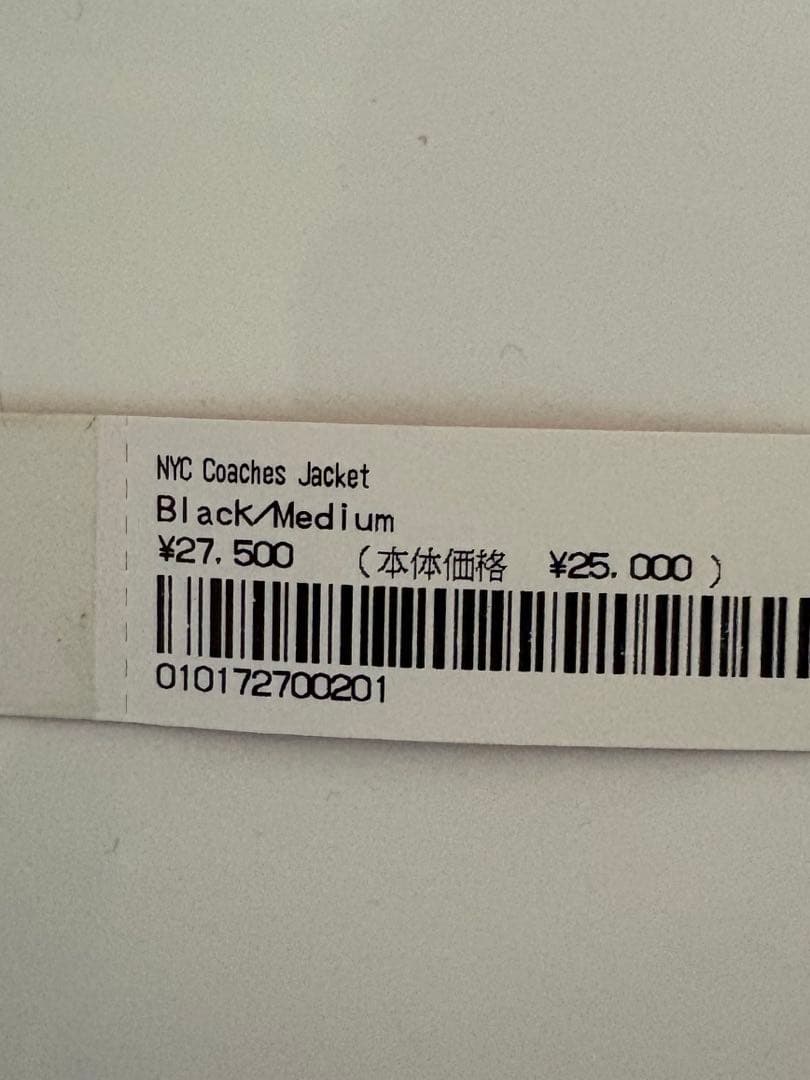 NYC Coaches Jacket
Black/Medium
¥27,500 (本体価格 ¥25,000)
010172700201